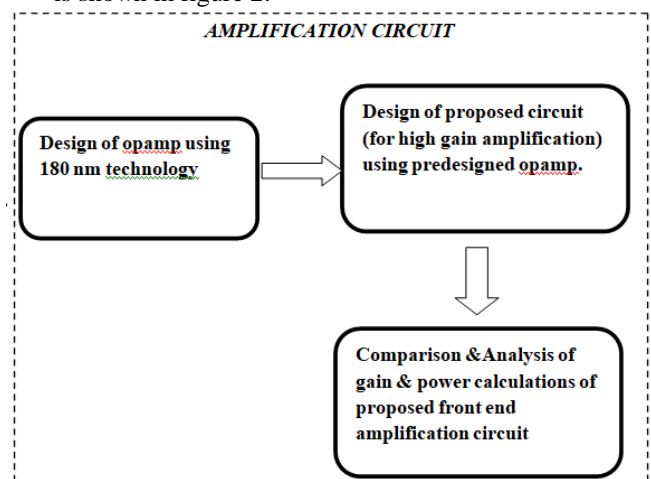 is shown in figure 2.
AMPLIFICATION CIRCUIT
Design of opamp using
180 nm technology
Design of proposed circuit
(for high gain amplification)
using predesigned opamp.
Comparison &Analysis of
gain & power calculations of
proposed front end
amplification circuit